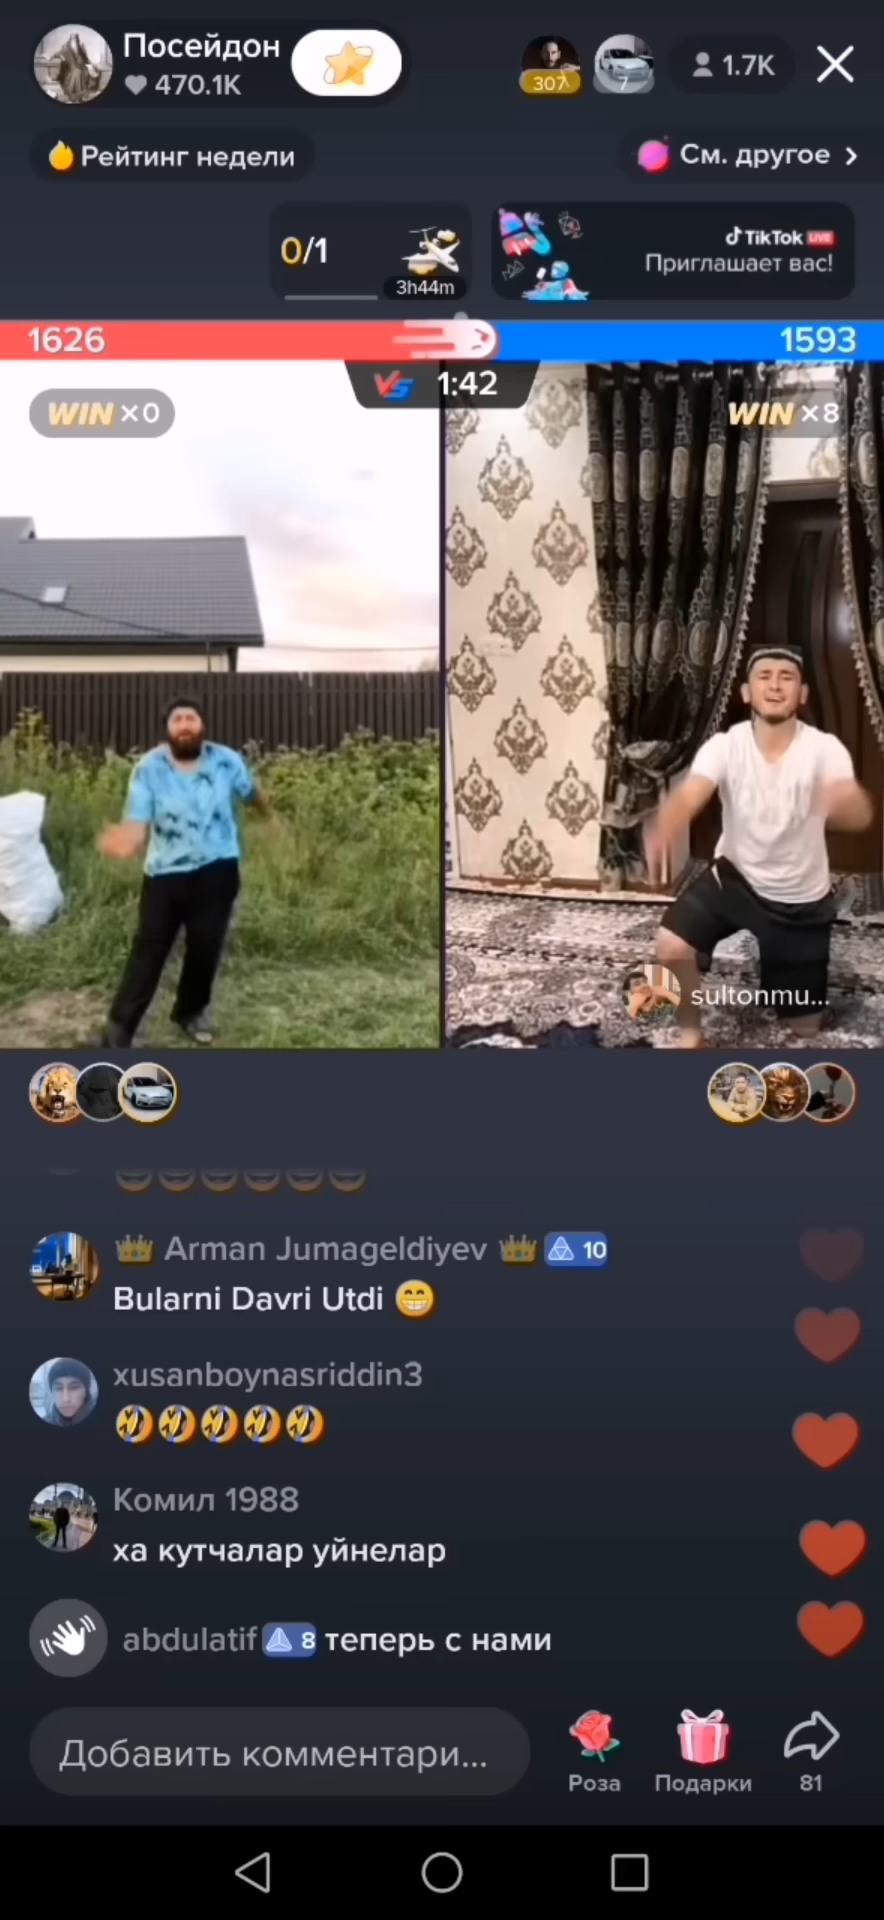 Посейдон
470.1K
307
7
1.7K
Рейтинг недели
См. другое
0/1
3h44m
TikTok LIVE
Приглашает вас!
1626
1593
VS 1:42
WIN ×0
WIN ×8
sultonmu...
Arman Jumageldiyev
10
Bularni Davri Utdi 😁
xusanboynasriddin3
🤣🤣🤣🤣🤣
Комил 1988
ха кутчалар уйнелар
abdulatif 8 теперь с нами
Добавить комментари...
Роза
Подарки
81